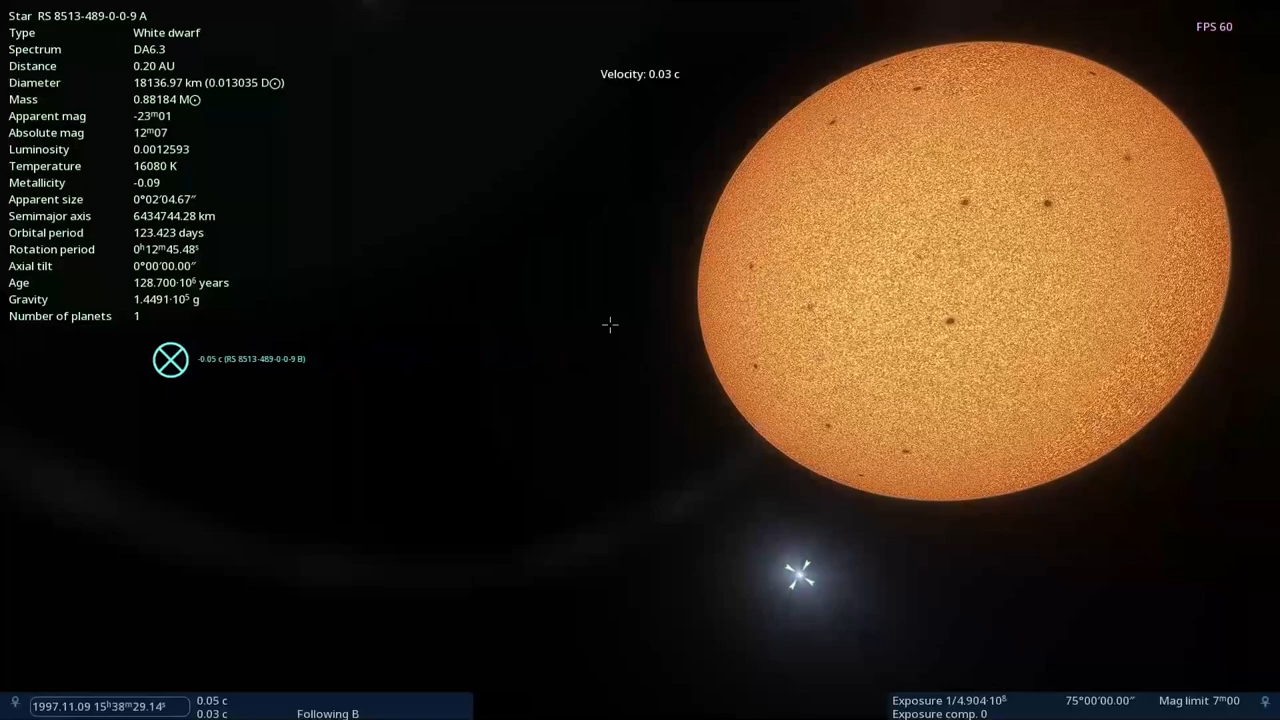 Star RS 8513-489-0-0-9 A
Type White dwarf
Spectrum DA6.3
Distance 0.20 AU
Diameter 18136.97 km (0.013035 D☉)
Mass 0.88184 M☉
Apparent mag -23ᵐ01
Absolute mag 12ᵐ07
Luminosity 0.0012593
Temperature 16080 K
Metallicity -0.09
Apparent size 0°02′04.67″
Semimajor axis 6434744.28 km
Orbital period 123.423 days
Rotation period 0ʰ12ᵐ45.48ˢ
Axial tilt 0°00′00.00″
Age 128.700·10⁶ years
Gravity 1.4491·10⁵ g
Number of planets 1
FPS 60
Velocity: 0.03 c
-0.05 c (RS 8513-489-0-0-9 B)
1997.11.09 15ʰ38ᵐ29.14ˢ
0.05 c
0.03 c
Following B
Exposure 1/4.904·10⁸
75°00′00.00″
Mag limit 7ᵐ00
Exposure comp. 0